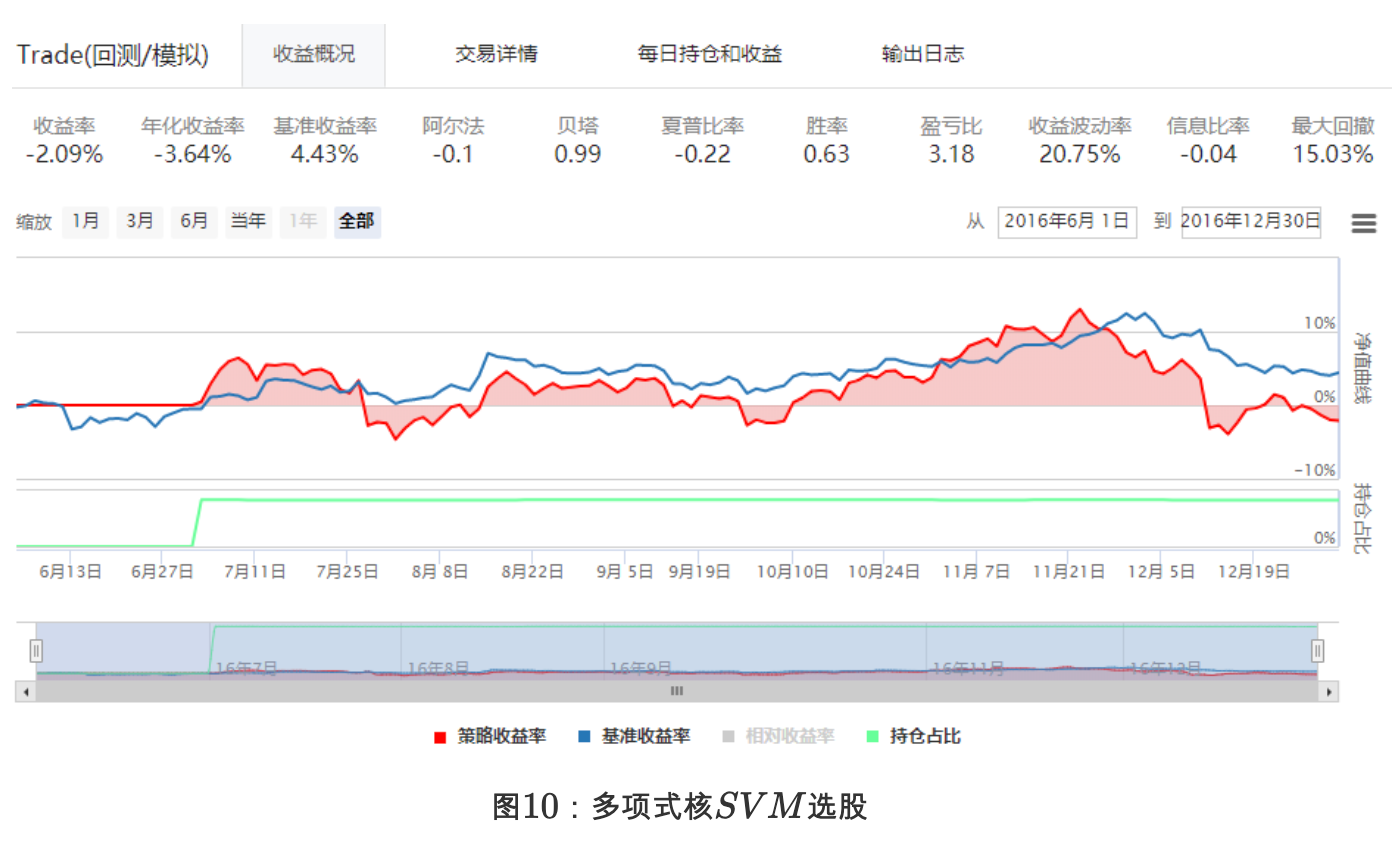 Trade(回测/模拟) 收益概况 交易详情 每日持仓和收益 输出日志
收益率 年化收益率 基准收益率 阿尔法 贝塔 夏普比率 胜率 盈亏比 收益波动率 信息比率 最大回撤
-2.09% -3.64% 4.43% -0.1 0.99 -0.22 0.63 3.18 20.75% -0.04 15.03%
缩放 1月 3月 6月 当年 1年 全部 从 2016年6月 1日 到 2016年12月30日
10%
0%
-10%
净值曲线
0%
持仓占比
6月13日 6月27日 7月11日 7月25日 8月 8日 8月22日 9月 5日 9月19日 10月10日 10月24日 11月 7日 11月21日 12月 5日 12月19日
16年7月 16年8月 16年9月 16年11月 16年12月
策略收益率 基准收益率 相对收益率 持仓占比
图10：多项式核SVM选股